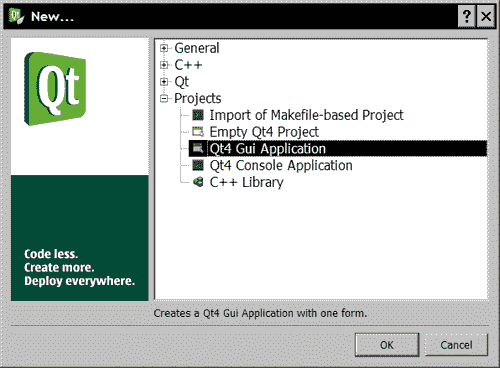 New...
General
C++
Qt
Projects
Import of Makefile-based Project
Empty Qt4 Project
Qt4 Gui Application
Qt4 Console Application
C++ Library
Qt
Code less.
Create more.
Deploy everywhere.
Creates a Qt4 Gui Application with one form.
OK
Cancel